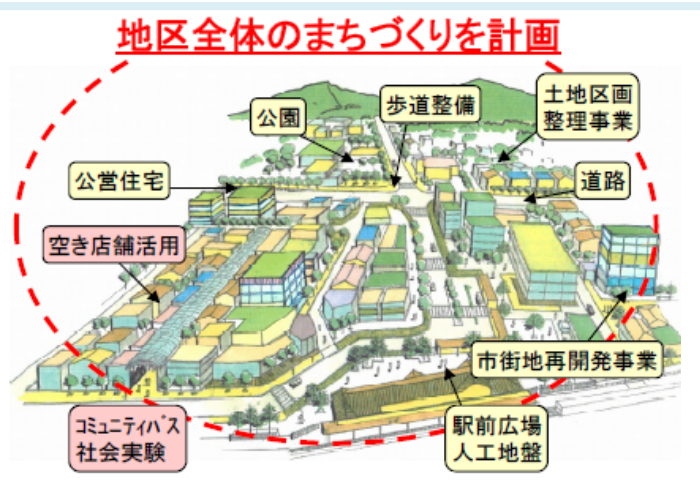 地区全体のまちづくりを計画
公園
歩道整備
土地区画
整理事業
公営住宅
道路
空き店舗活用
市街地再開発事業
ｺﾐｭﾆﾃｨﾊﾞｽ
社会実験
駅前広場
人工地盤